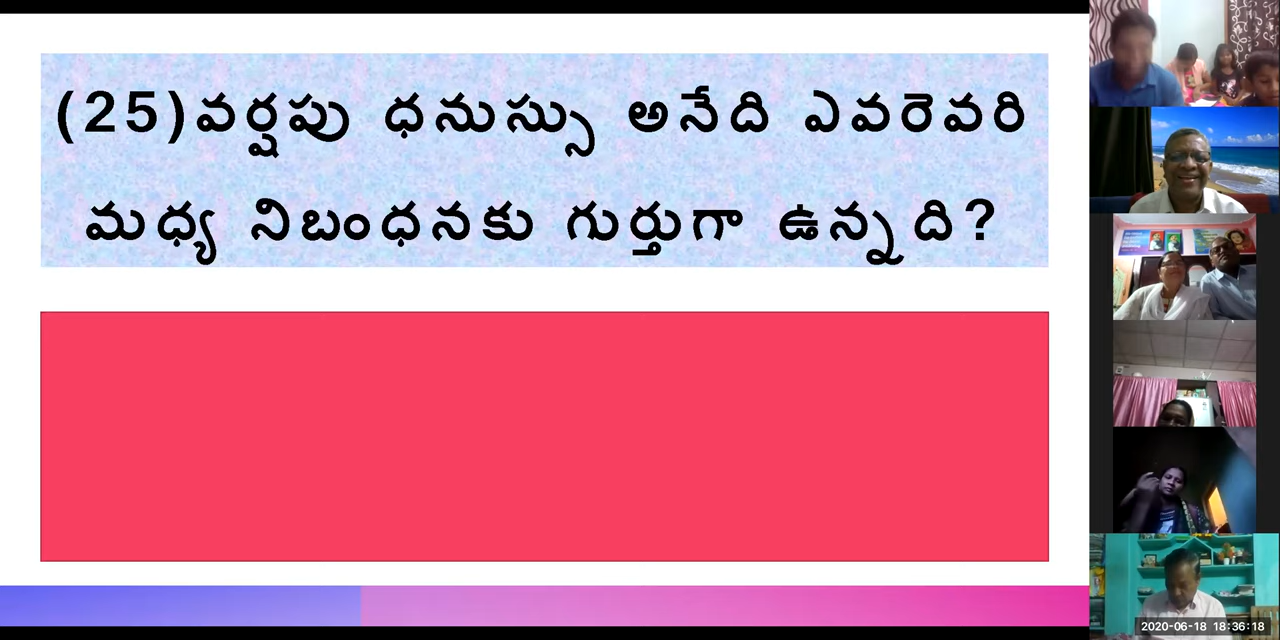 (25)వర్షపు ధనుస్సు అనేది ఎవరెవరి
మధ్య నిబంధనకు గుర్తుగా ఉన్నది?
2020-06-18 18:36:18